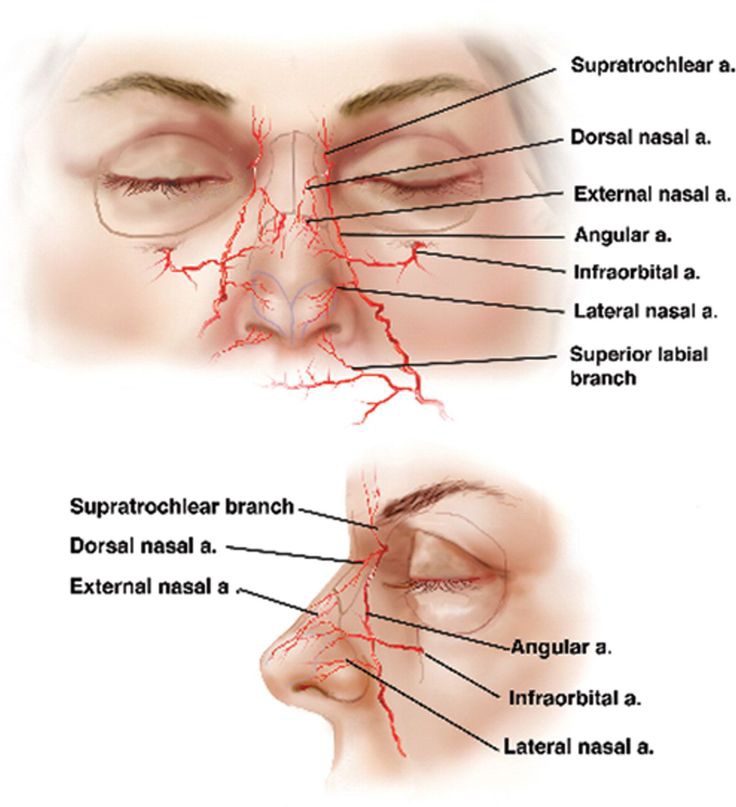 Supratrochlear a.
Dorsal nasal a.
External nasal a.
Angular a.
Infraorbital a.
Lateral nasal a.
Superior labial
branch
Supratrochlear branch
Dorsal nasal a.
External nasal a .
Angular a.
Infraorbital a.
Lateral nasal a.